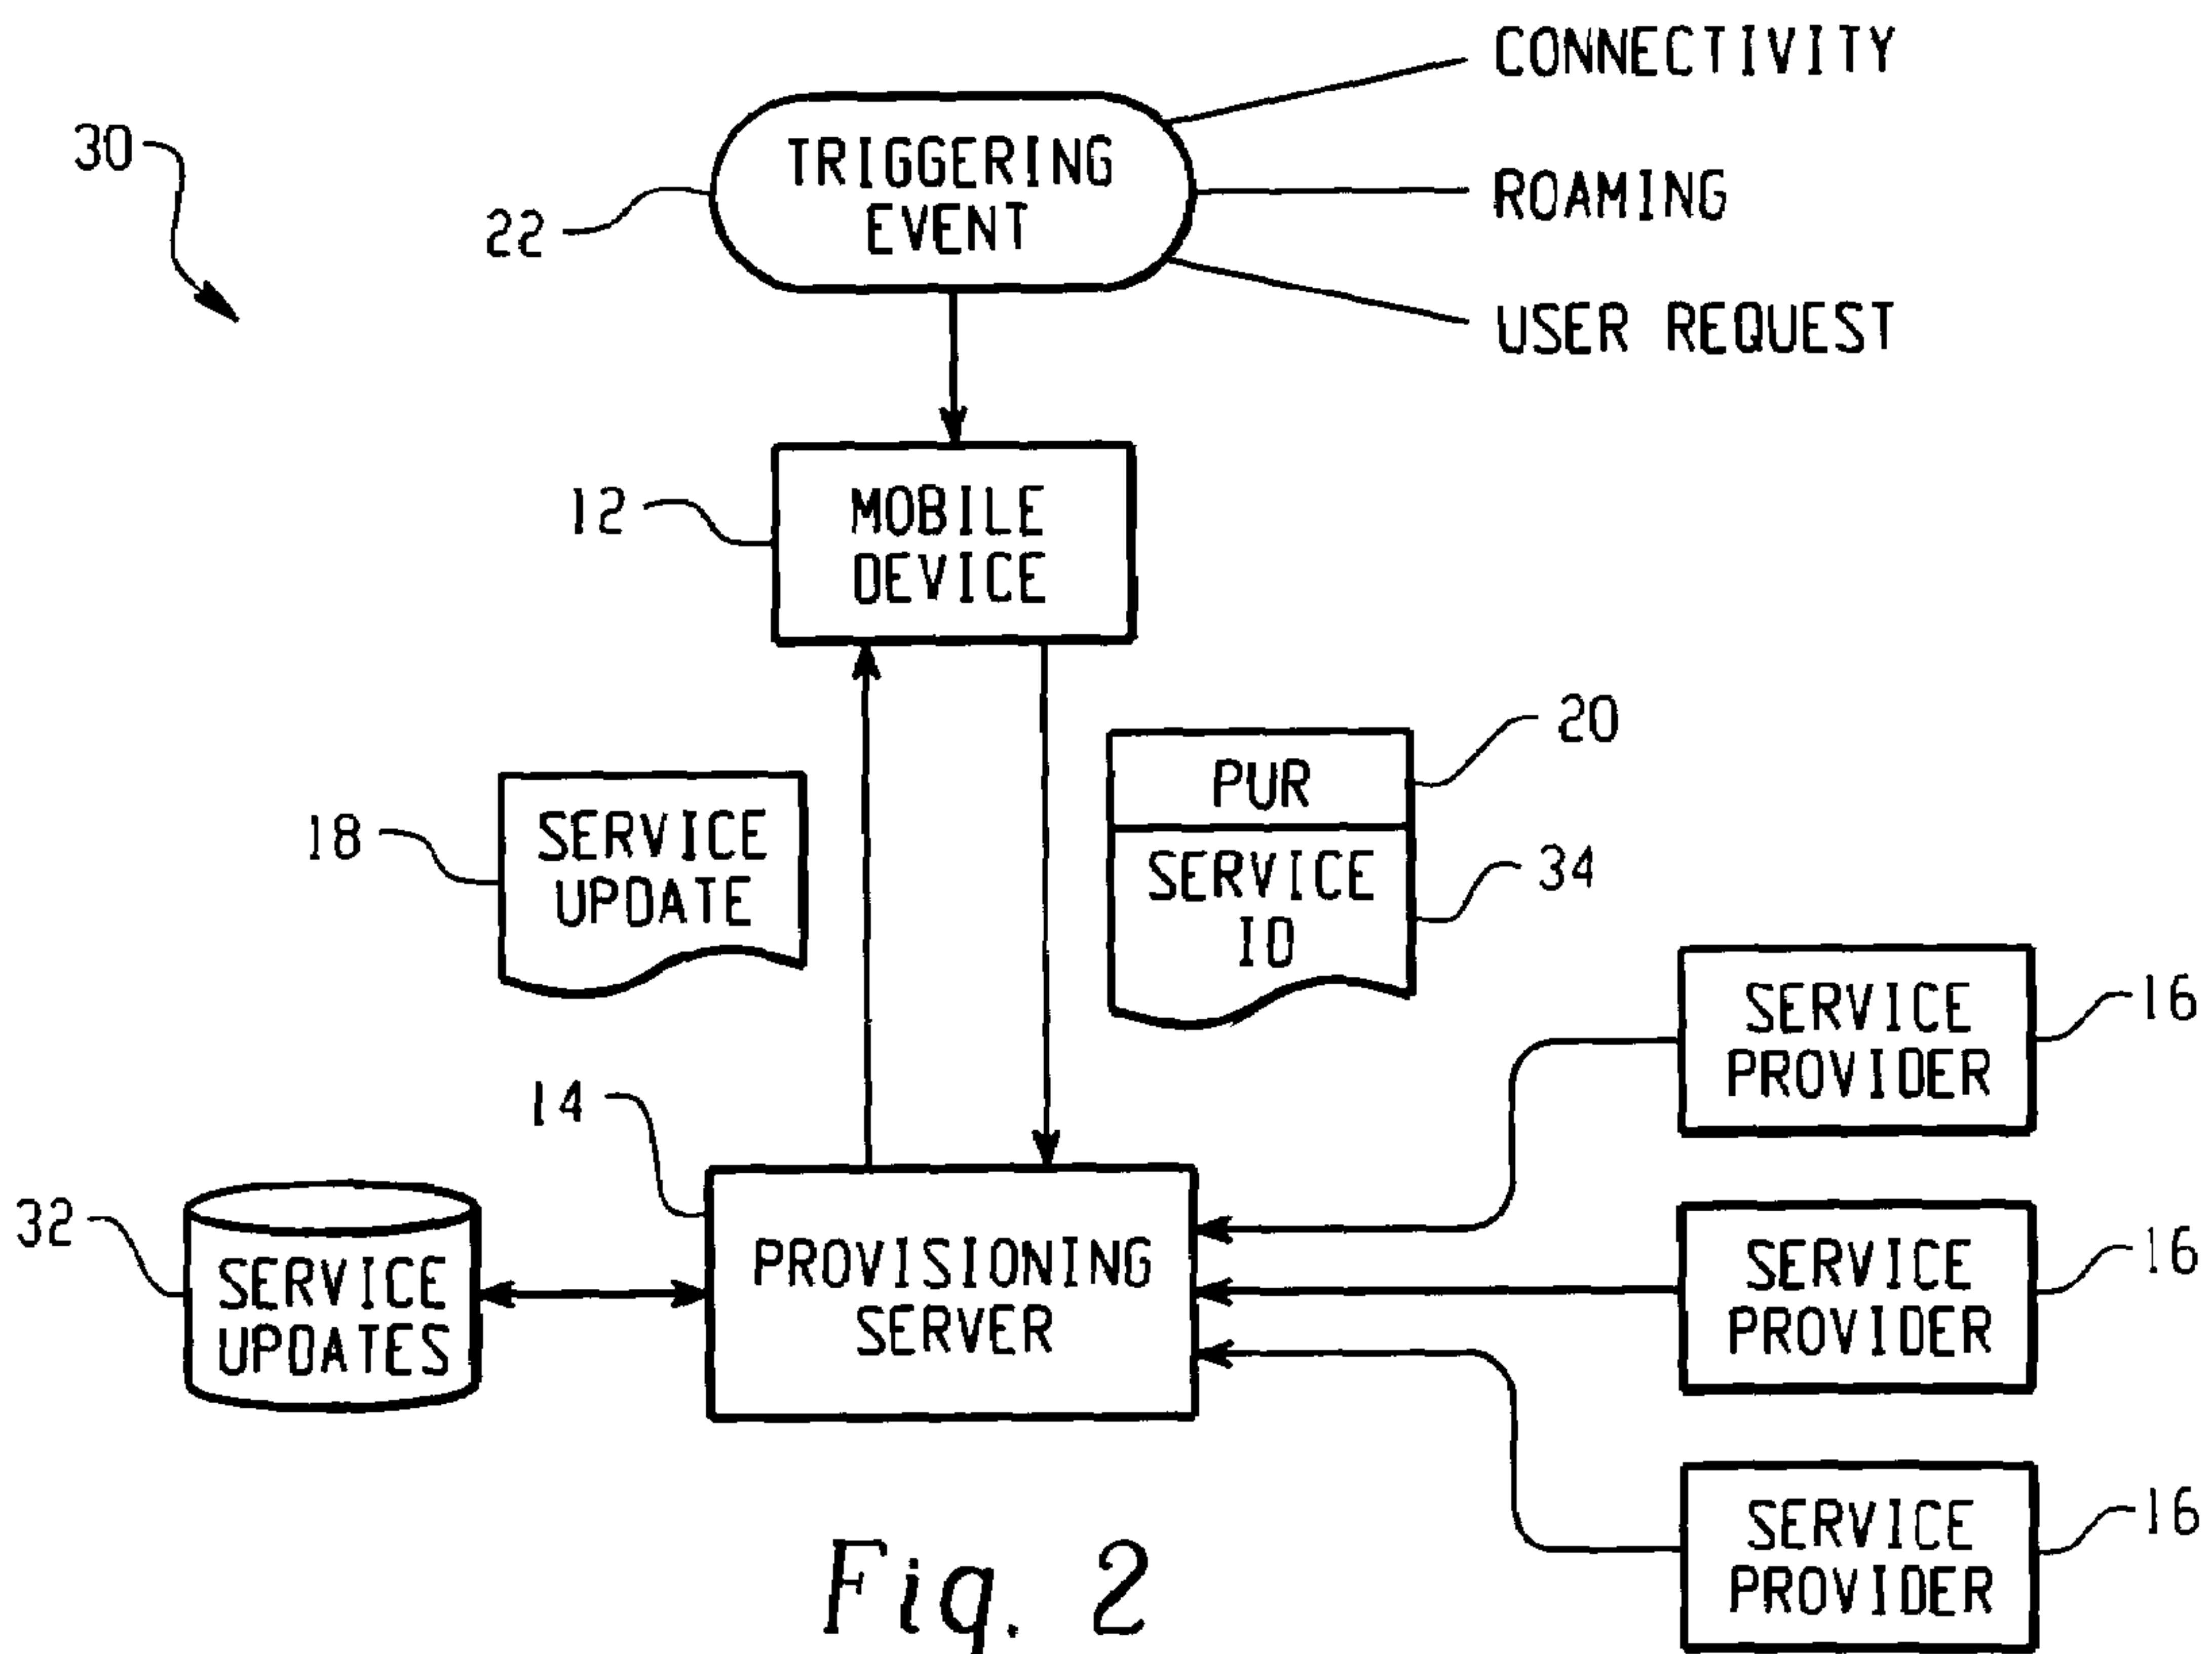 CONNECTIVITY
30
TRIGGERING
EVENT
22
ROAMING
USER REQUEST
12
MOBILE
DEVICE
20
PUR
18
SERVICE
UPDATE
SERVICE
ID
34
14
SERVICE
PROVIDER
16
32
SERVICE
UPDATES
PROVISIONING
SERVER
SERVICE
PROVIDER
16
SERVICE
PROVIDER
16
Fig. 2